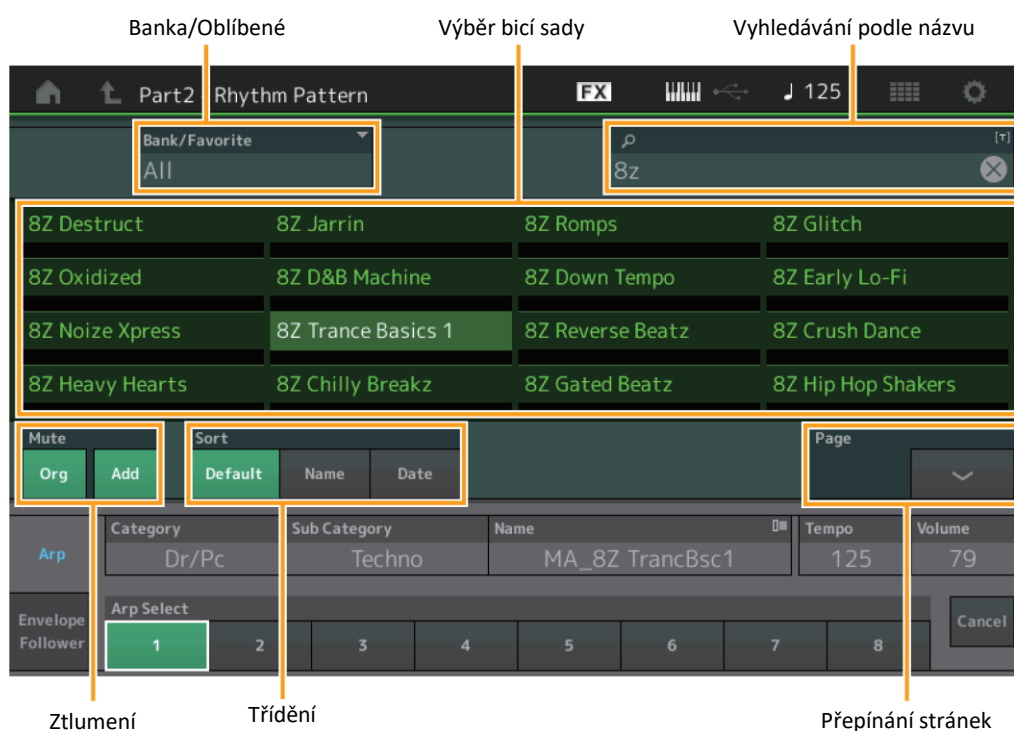 Banka/Oblíbené Výběr bicí sady Vyhledávání podle názvu
Part2 - Rhythm Pattern FX ♩ 125
Bank/Favorite [T]
All 8z
8Z Destruct 8Z Jarrin 8Z Romps 8Z Glitch
8Z Oxidized 8Z D&B Machine 8Z Down Tempo 8Z Early Lo-Fi
8Z Noize Xpress 8Z Trance Basics 1 8Z Reverse Beatz 8Z Crush Dance
8Z Heavy Hearts 8Z Chilly Breakz 8Z Gated Beatz 8Z Hip Hop Shakers
Mute Sort Page
Org Add Default Name Date
Category Sub Category Name Tempo Volume
Arp Dr/Pc Techno MA_8Z TrancBsc1 125 79
Arp Select
Envelope Follower 1 2 3 4 5 6 7 8 Cancel
Ztlumení Třídění Přepínání stránek